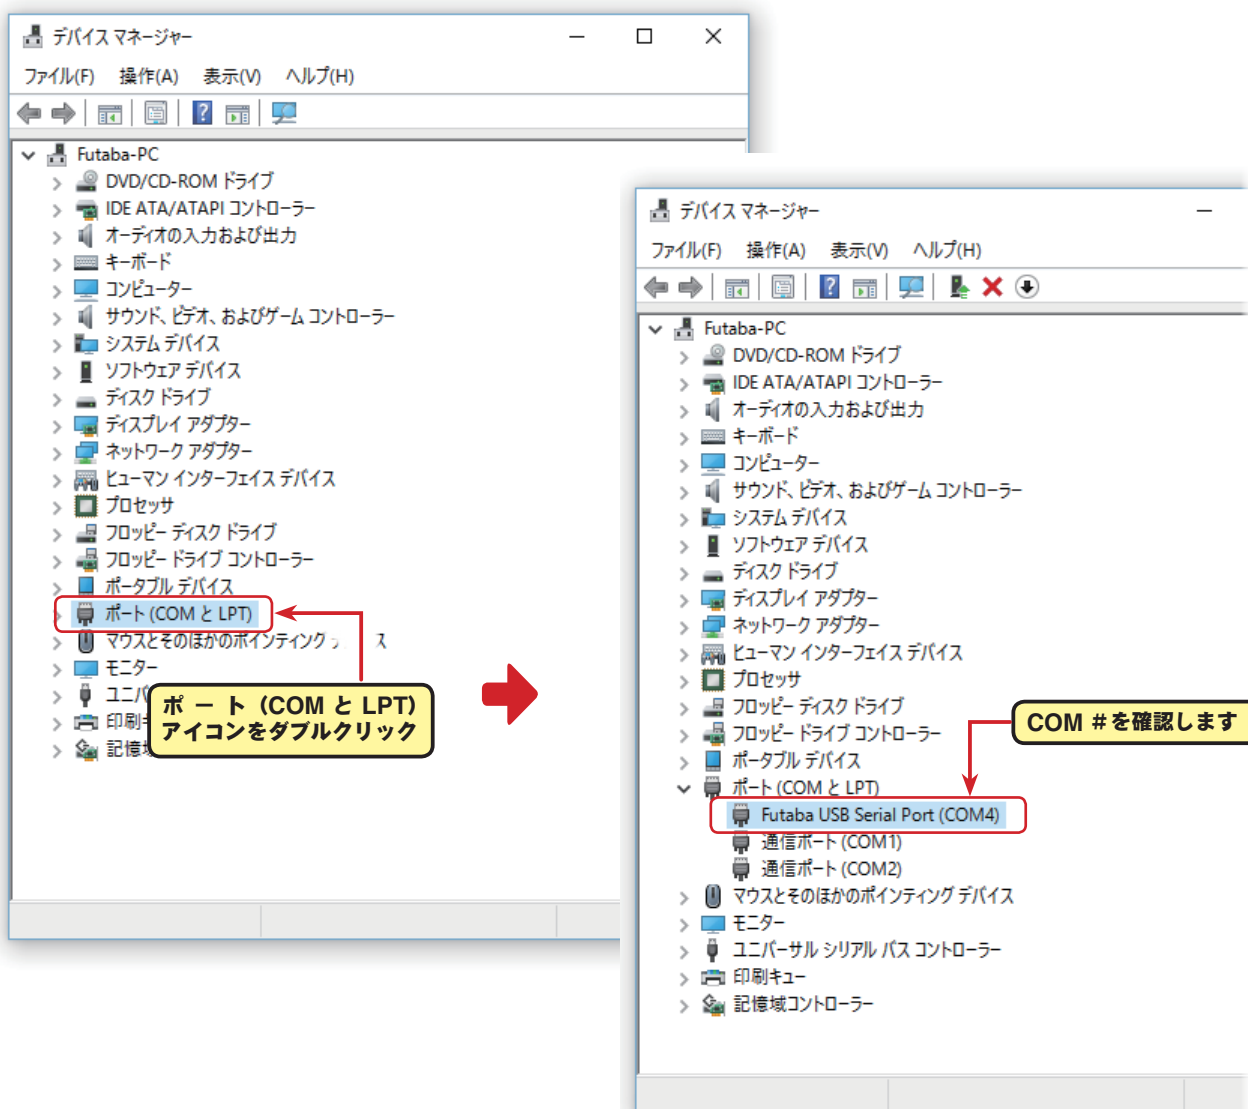 デバイス マネージャー
ファイル(F) 操作(A) 表示(V) ヘルプ(H)
Futaba-PC
DVD/CD-ROM ドライブ
IDE ATA/ATAPI コントローラー
オーディオの入力および出力
キーボード
コンピューター
サウンド、ビデオ、およびゲーム コントローラー
システム デバイス
ソフトウェア デバイス
ディスク ドライブ
ディスプレイ アダプター
ネットワーク アダプター
ヒューマン インターフェイス デバイス
プロセッサ
フロッピー ディスク ドライブ
フロッピー ドライブ コントローラー
ポータブル デバイス
ポート (COM と LPT)
マウスとそのほかのポインティング
モニター
ユニバ
印刷キ
記憶域
ポート (COM と LPT)
アイコンをダブルクリック
デバイス マネージャー
ファイル(F) 操作(A) 表示(V) ヘルプ(H)
Futaba-PC
DVD/CD-ROM ドライブ
IDE ATA/ATAPI コントローラー
オーディオの入力および出力
キーボード
コンピューター
サウンド、ビデオ、およびゲーム コントローラー
システム デバイス
ソフトウェア デバイス
ディスク ドライブ
ディスプレイ アダプター
ネットワーク アダプター
ヒューマン インターフェイス デバイス
プロセッサ
フロッピー ディスク ドライブ
フロッピー ドライブ コントローラー
ポータブル デバイス
ポート (COM と LPT)
Futaba USB Serial Port (COM4)
通信ポート (COM1)
通信ポート (COM2)
マウスとそのほかのポインティング デバイス
モニター
ユニバーサル シリアル バス コントローラー
印刷キュー
記憶域コントローラー
COM #を確認します